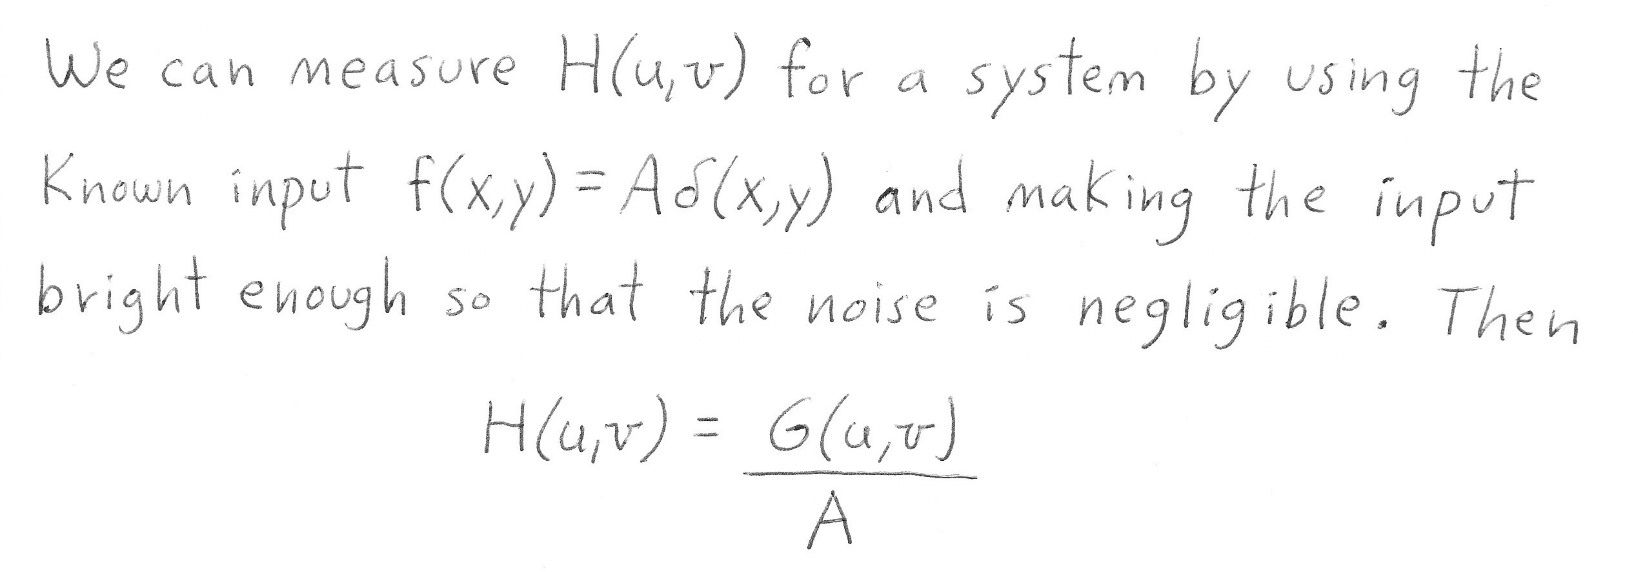 We can measure H(u,v) for a system by using the
Known input f(x,y) = Aδ(x,y) and making the input
bright enough so that the noise is negligible. Then
H(u,v) = G(u,v)
A